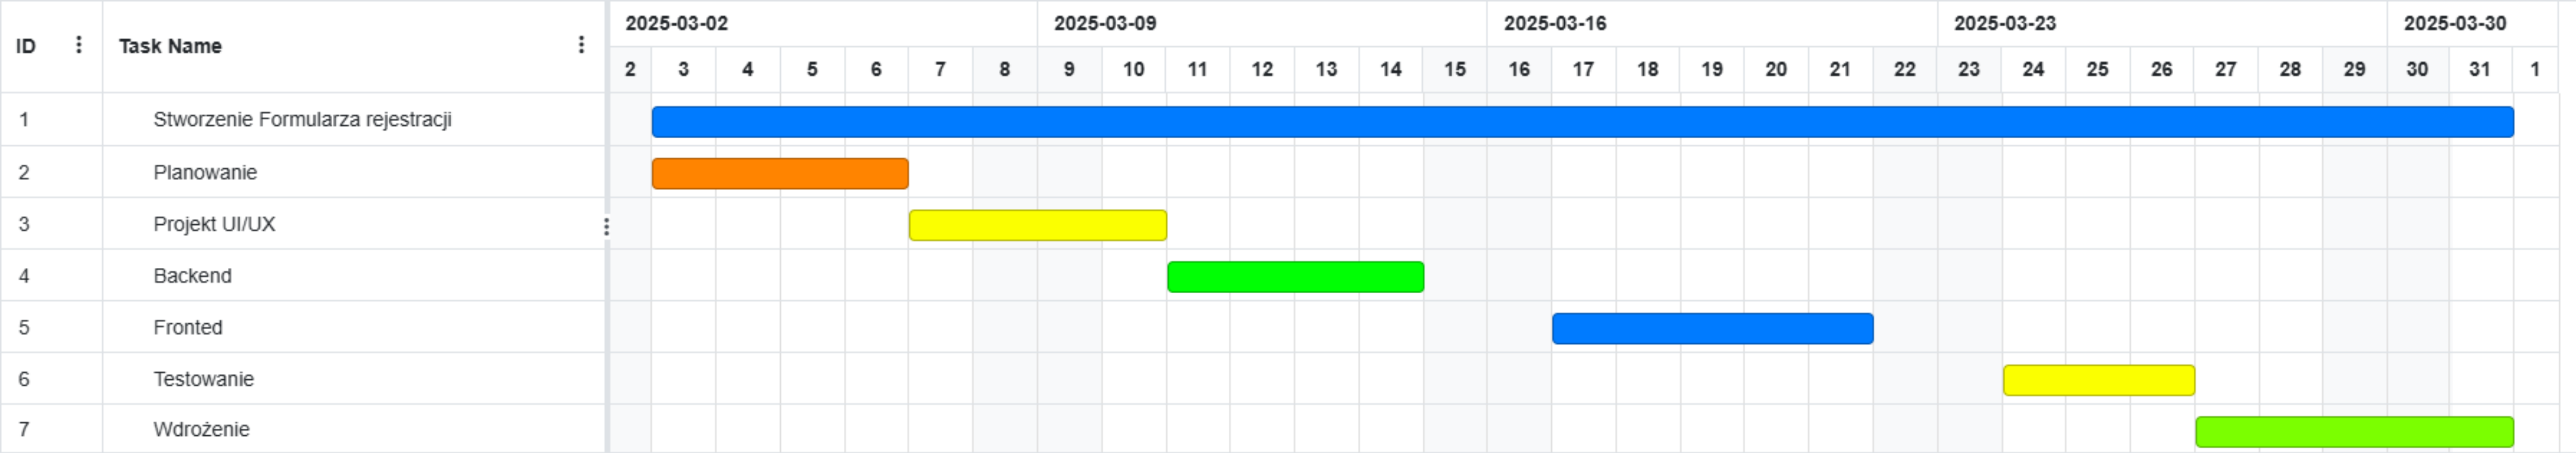 ID Task Name 2025-03-02 2025-03-09 2025-03-16 2025-03-23 2025-03-30
2 3 4 5 6 7 8 9 10 11 12 13 14 15 16 17 18 19 20 21 22 23 24 25 26 27 28 29 30 31 1
1 Stworzenie Formularza rejestracji
2 Planowanie
3 Projekt UI/UX
4 Backend
5 Fronted
6 Testowanie
7 Wdrożenie